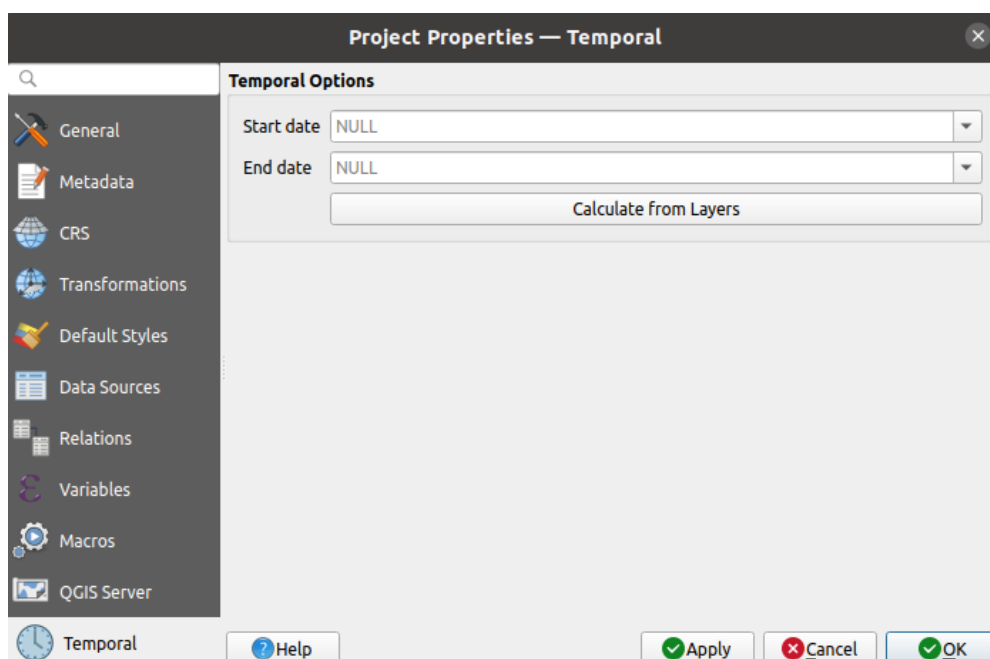 Project Properties — Temporal
General
Metadata
CRS
Transformations
Default Styles
Data Sources
Relations
Variables
Macros
QGIS Server
Temporal
Temporal Options
Start date NULL
End date NULL
Calculate from Layers
Help Apply Cancel OK